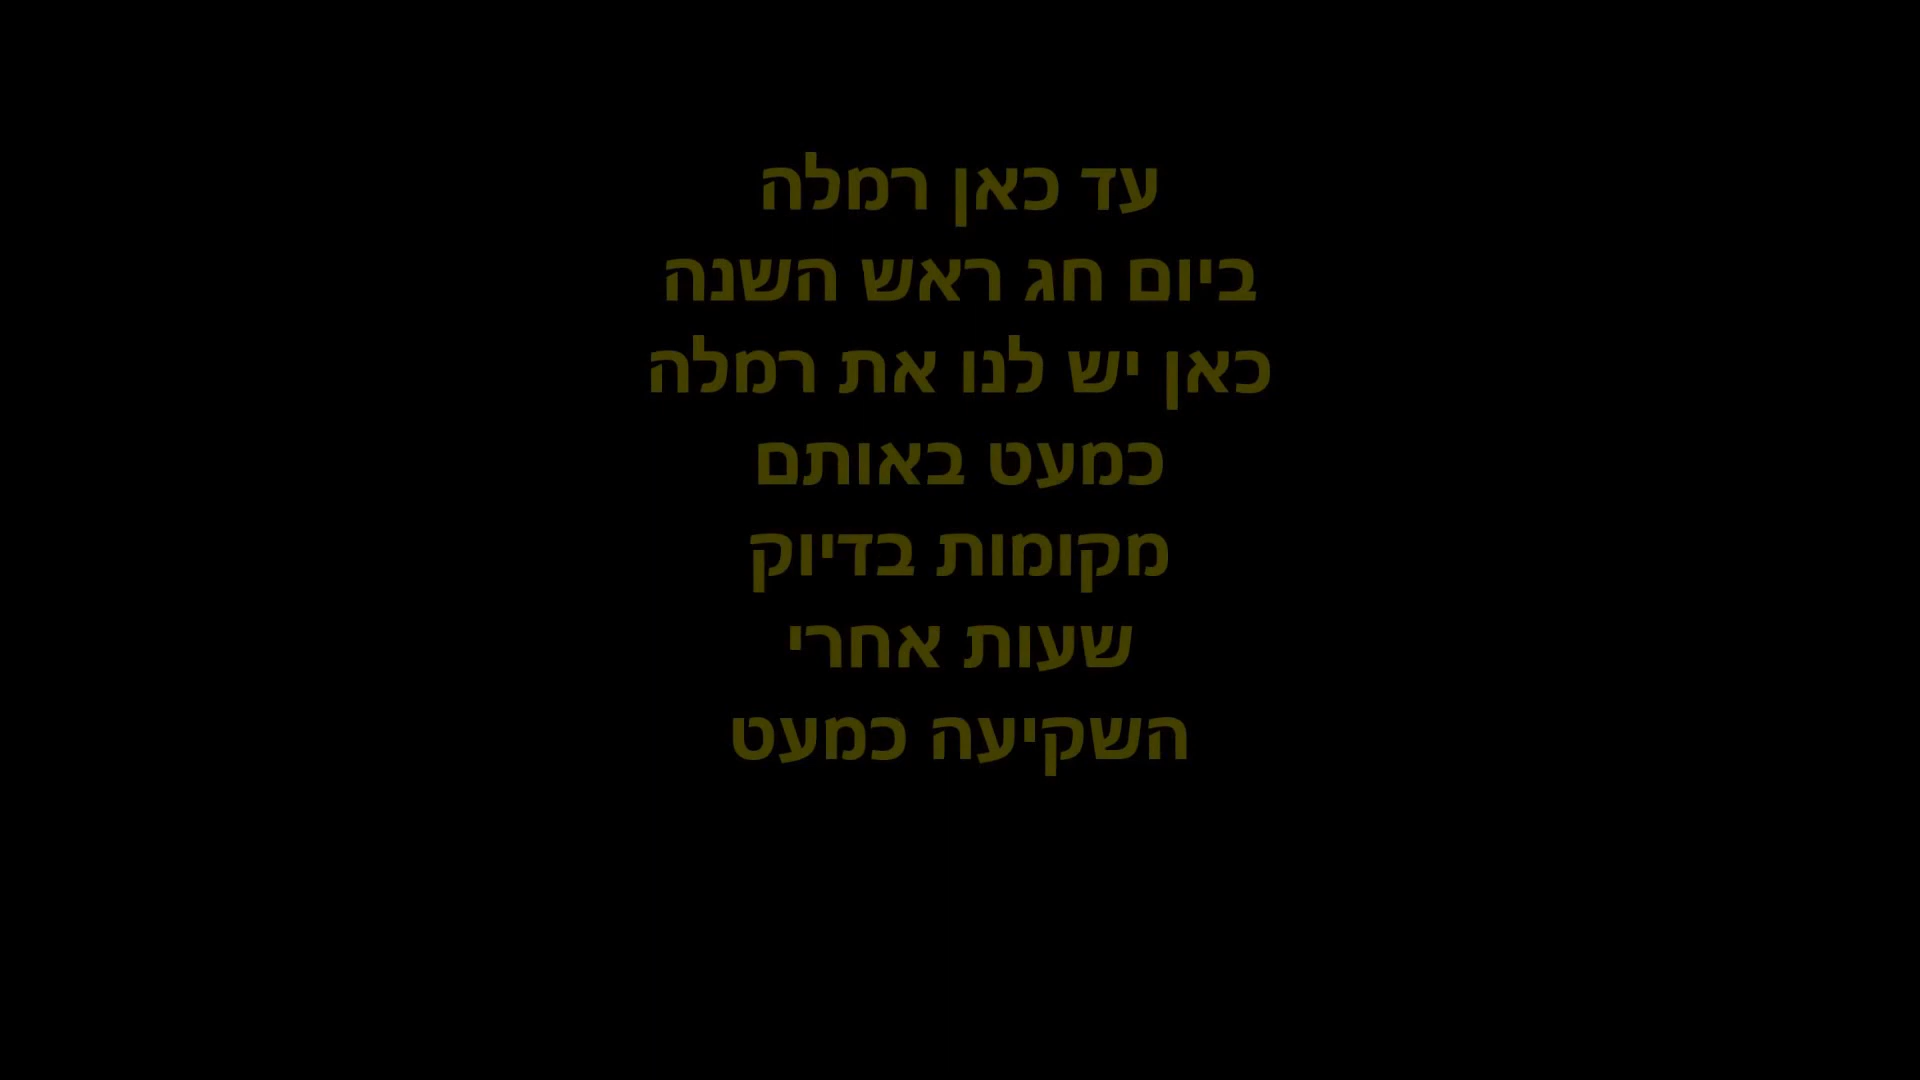 עד כאן רמלה
ביום חג ראש השנה
כאן יש לנו את רמלה
כמעט באותם
מקומות בדיוק
שעות אחרי
השקיעה כמעט